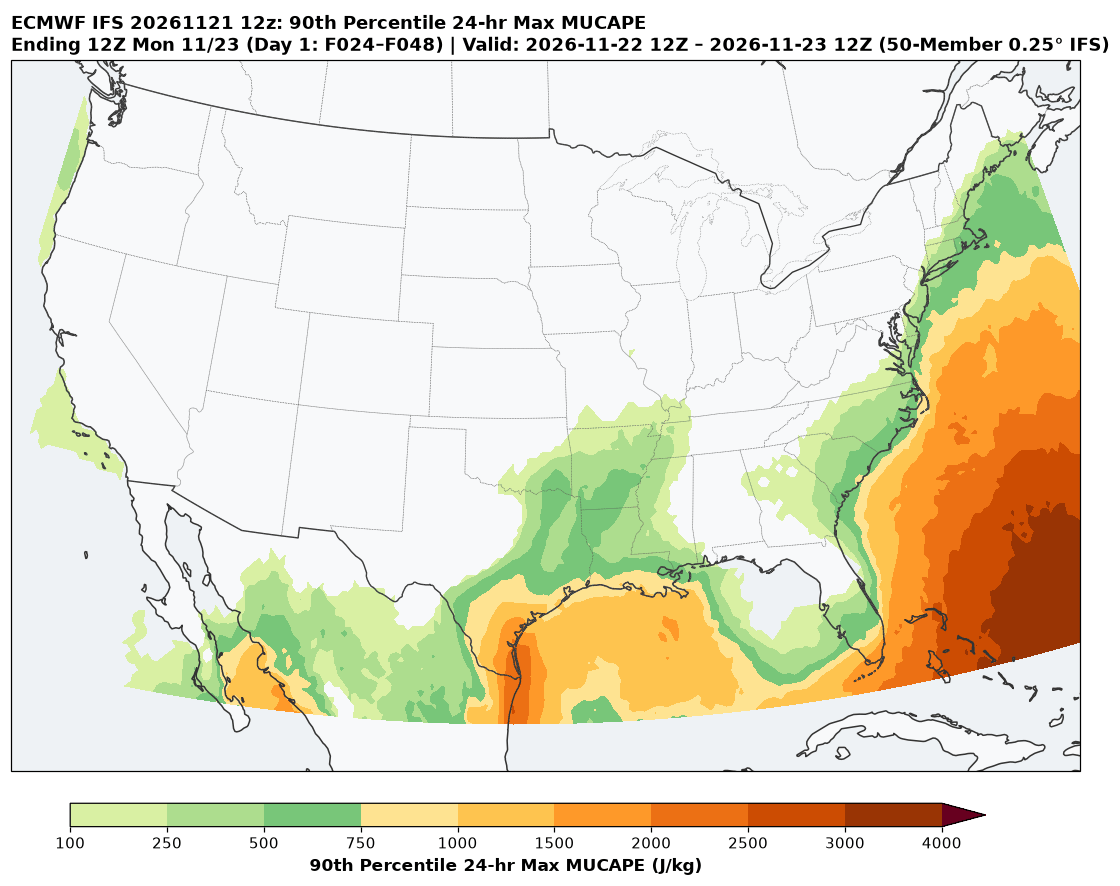 ECMWF IFS 20261121 12z: 90th Percentile 24-hr Max MUCAPE
Ending 12Z Mon 11/23 (Day 1: F024–F048) | Valid: 2026-11-22 12Z – 2026-11-23 12Z (50-Member 0.25° IFS)
100 250 500 750 1000 1500 2000 2500 3000 4000
90th Percentile 24-hr Max MUCAPE (J/kg)